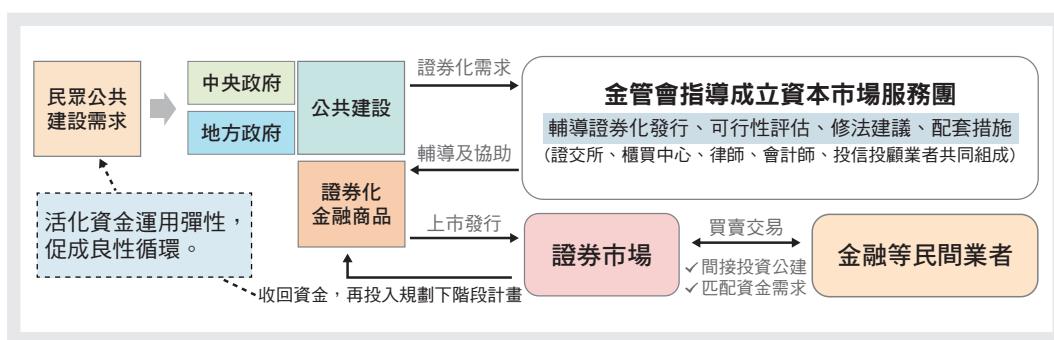 民眾公共
建設需求
中央政府
地方政府
公共建設
證券化需求
金管會指導成立資本市場服務團
輔導證券化發行、可行性評估、修法建議、配套措施
(證交所、櫃買中心、律師、會計師、投信投顧業者共同組成)
輔導及協助
證券化
金融商品
上市發行
證券市場
買賣交易
✓間接投資公建
✓匹配資金需求
金融等民間業者
活化資金運用彈性，
促成良性循環。
收回資金，再投入規劃下階段計畫